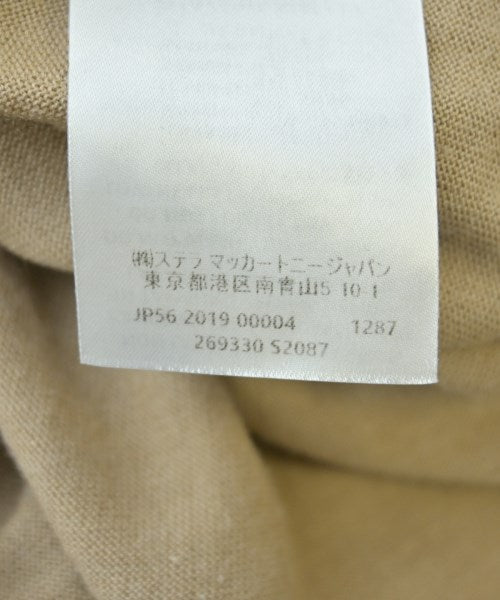 ㈱ステラ マッカートニージャパン
東京都港区南青山5-10-1
JP56 2019 00004 1287
269330 S2087